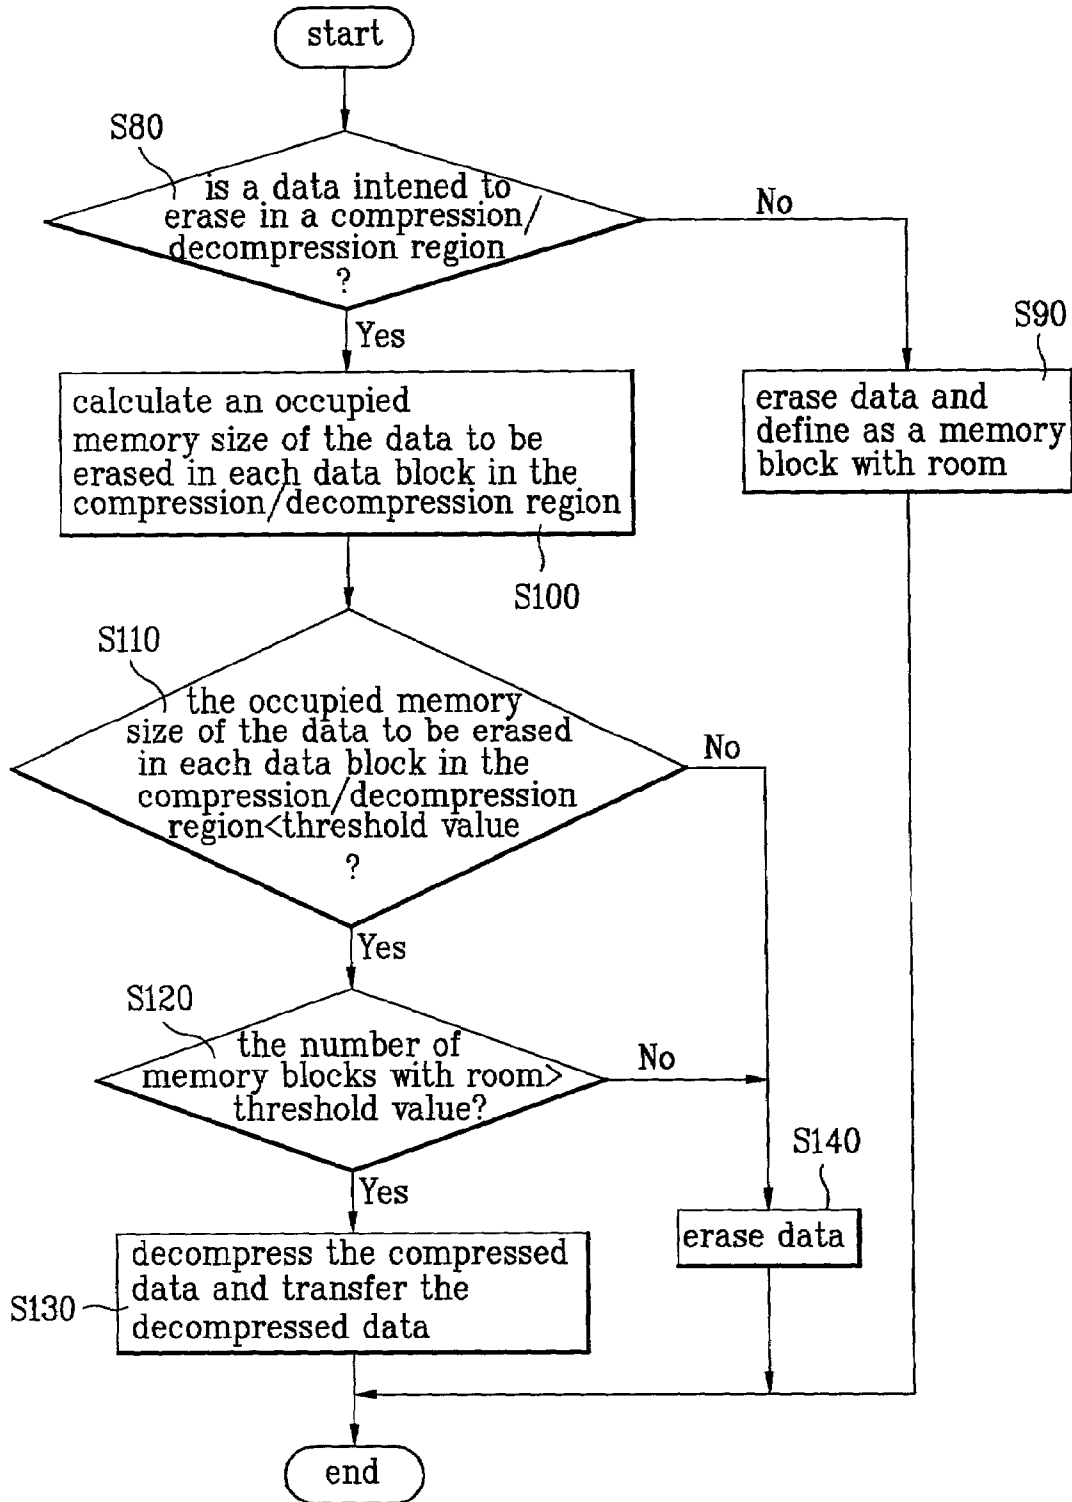 start
S80
is a data intened to
erase in a compression/
decompression region
?
No
Yes
S90
erase data and
define as a memory
block with room
calculate an occupied
memory size of the data to be
erased in each data block in the
compression/decompression region
S100
S110
the occupied memory
size of the data to be erased
in each data block in the
compression/decompression
region<threshold value
?
No
Yes
S120
the number of
memory blocks with room>
threshold value?
No
Yes
S140
erase data
S130
decompress the compressed
data and transfer the
decompressed data
end